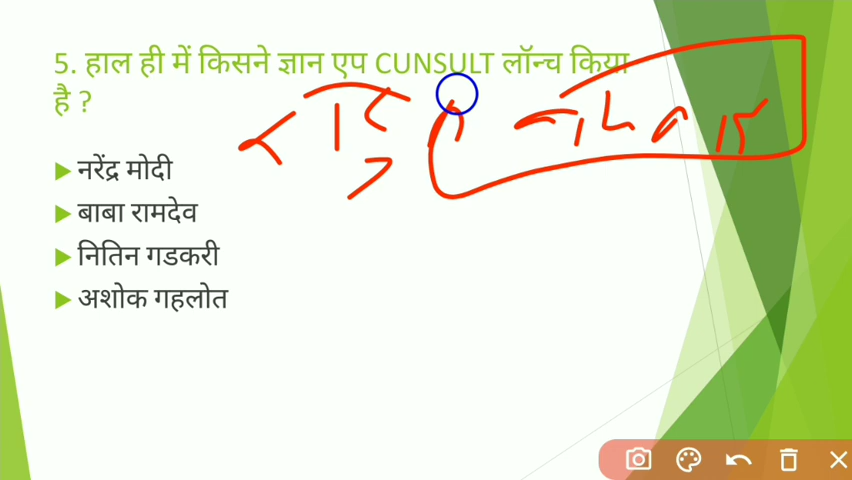 5. हाल ही में किसने ज्ञान एप CUNSULT लॉन्च किया
है ?
नरेंद्र मोदी
बाबा रामदेव
नितिन गडकरी
अशोक गहलोत